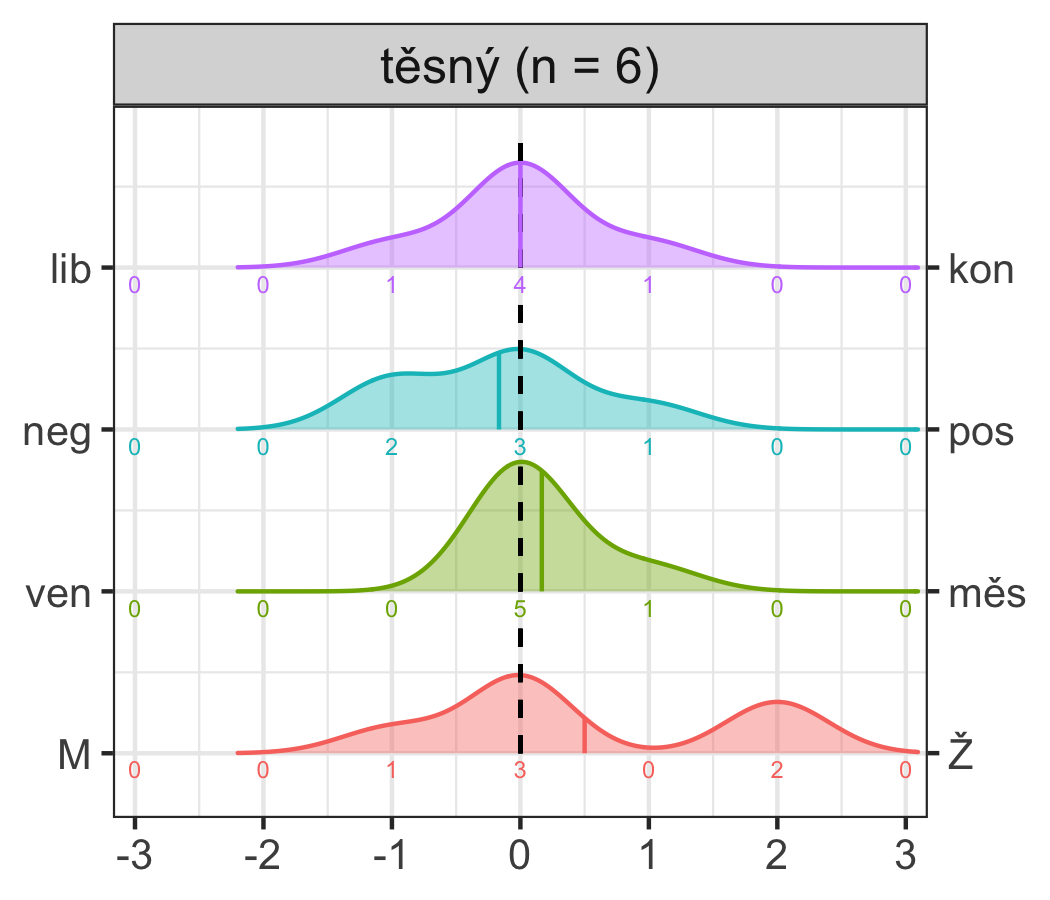 těsný (n = 6)
lib kon
0 0 1 4 1 0 0
neg pos
0 0 2 3 1 0 0
ven měs
0 0 0 5 1 0 0
M Ž
0 0 1 3 0 2 0
-3 -2 -1 0 1 2 3